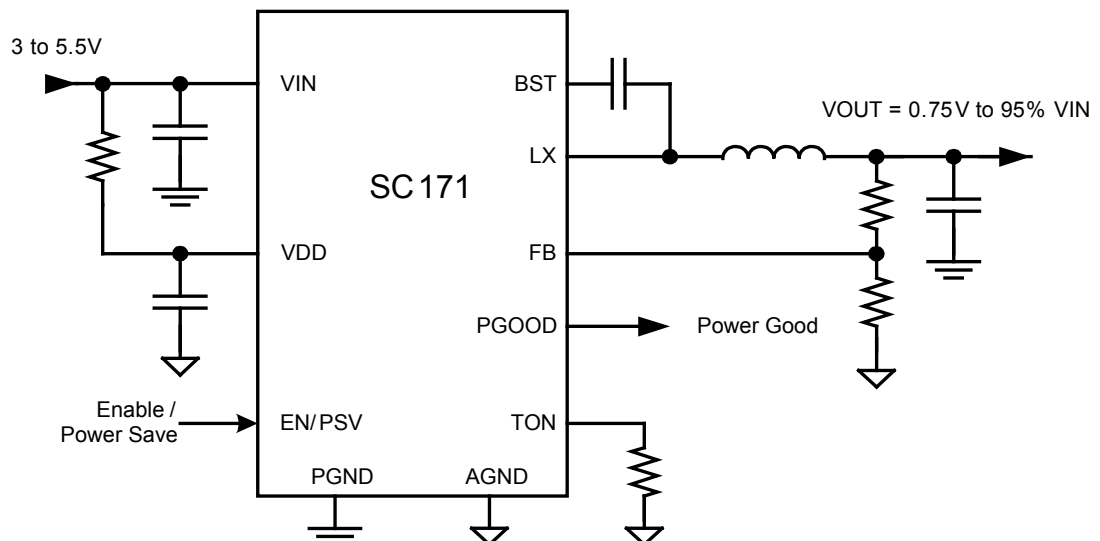 3 to 5.5V
VIN
BST
VOUT = 0.75V to 95% VIN
LX
SC171
VDD
FB
PGOOD
Power Good
Enable /
Power Save
EN/PSV
TON
PGND
AGND